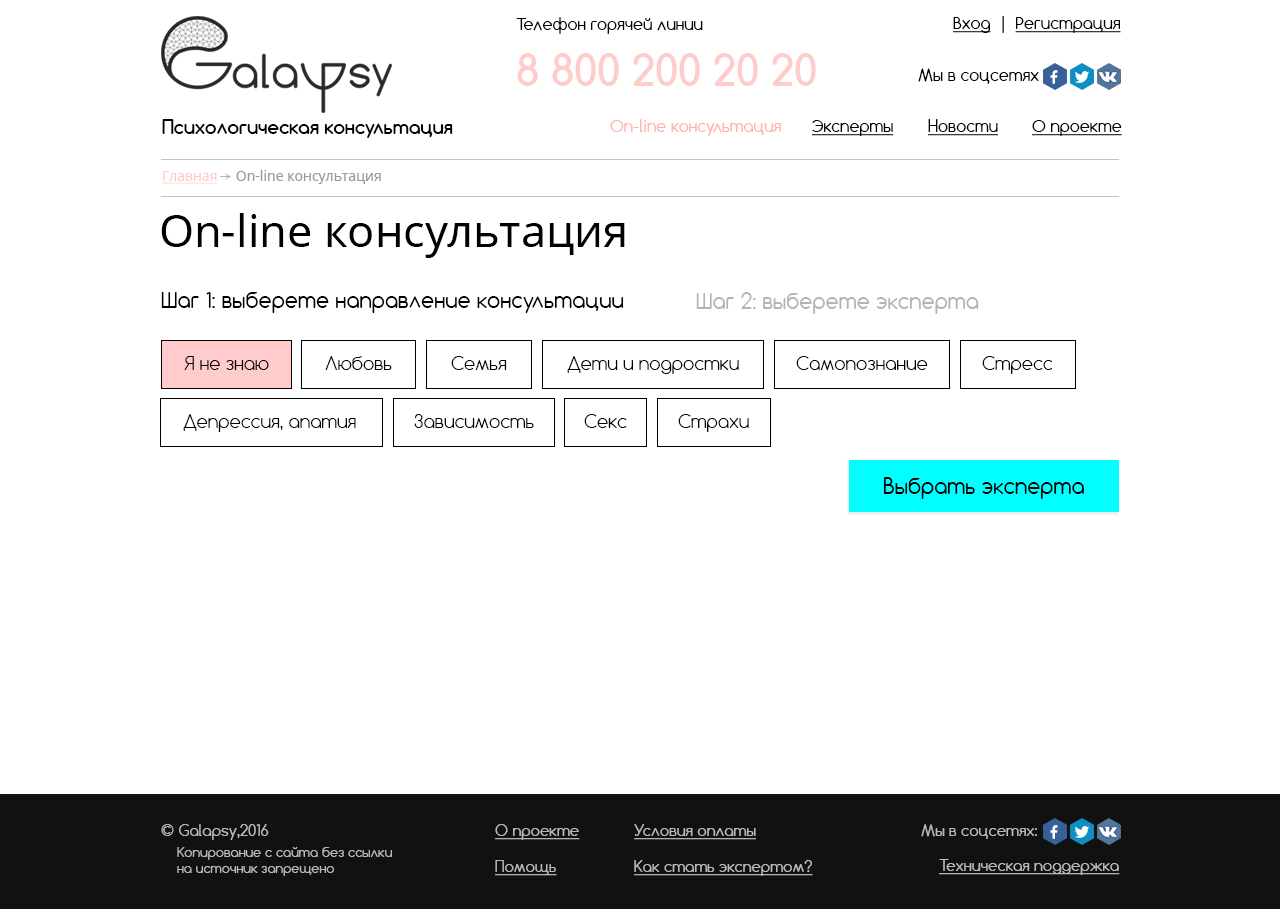 Galapsy
Психологическая консультация
Телефон горячей линии
8 800 200 20 20
Вход | Регистрация
Мы в соцсетях
On-line консультация Эксперты Новости О проекте
Главная → On-line консультация
On-line консультация
Шаг 1: выберете направление консультации Шаг 2: выберете эксперта
Я не знаю Любовь Семья Дети и подростки Самопознание Стресс
Депрессия, апатия Зависимость Секс Страхи
Выбрать эксперта
© Galapsy,2016 О проекте Условия оплаты Мы в соцсетях:
Копирование с сайта без ссылки
на источник запрещено
Помощь Как стать экспертом? Техническая поддержка